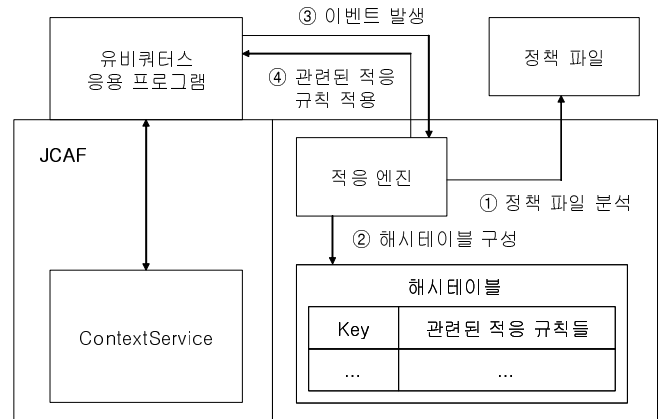 ③ 이벤트 발생
유비쿼터스
응용 프로그램
④ 관련된 적응
규칙 적용
정책 파일
JCAF
적응 엔진
① 정책 파일 분석
② 해시테이블 구성
해시테이블
Key 관련된 적응 규칙들
... ...
ContextService